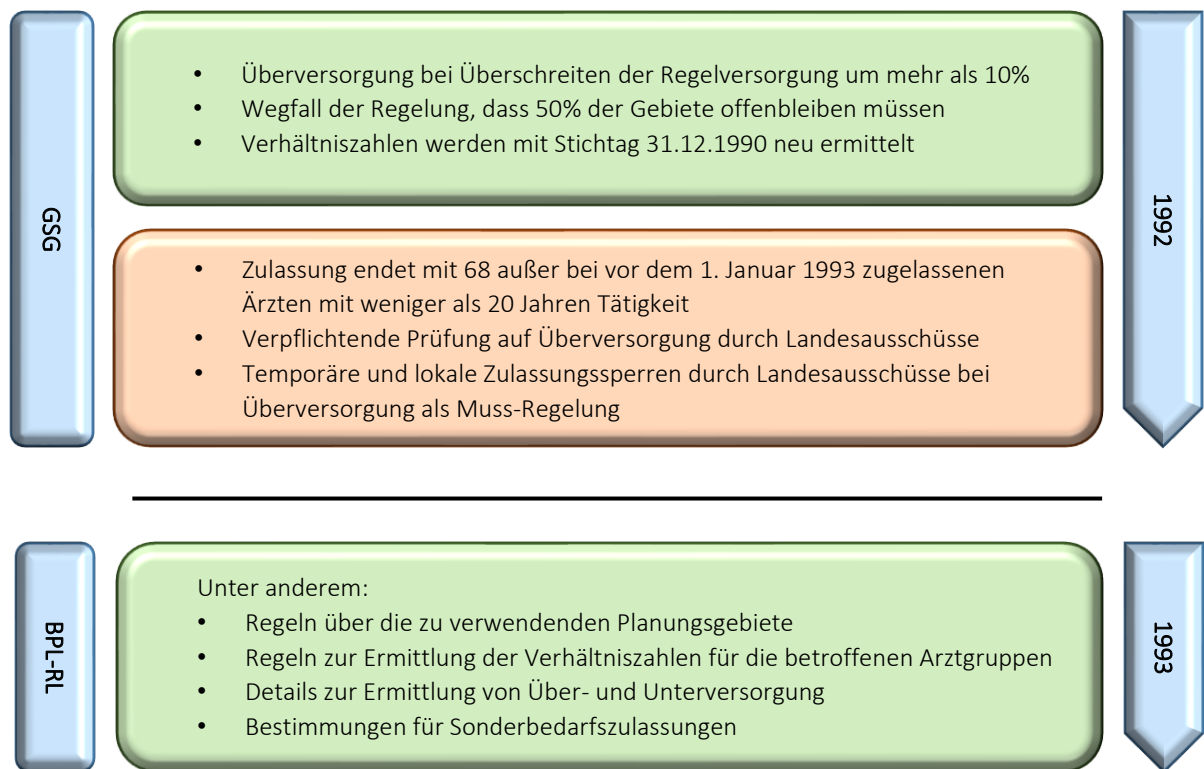 GSG
• Überversorgung bei Überschreiten der Regelversorgung um mehr als 10%
• Wegfall der Regelung, dass 50% der Gebiete offenbleiben müssen
• Verhältniszahlen werden mit Stichtag 31.12.1990 neu ermittelt
• Zulassung endet mit 68 außer bei vor dem 1. Januar 1993 zugelassenen
Ärzten mit weniger als 20 Jahren Tätigkeit
• Verpflichtende Prüfung auf Überversorgung durch Landesausschüsse
• Temporäre und lokale Zulassungssperren durch Landesausschüsse bei
Überversorgung als Muss-Regelung
1992
BPL-RL
Unter anderem:
• Regeln über die zu verwendenden Planungsgebiete
• Regeln zur Ermittlung der Verhältniszahlen für die betroffenen Arztgruppen
• Details zur Ermittlung von Über- und Unterversorgung
• Bestimmungen für Sonderbedarfszulassungen
1993